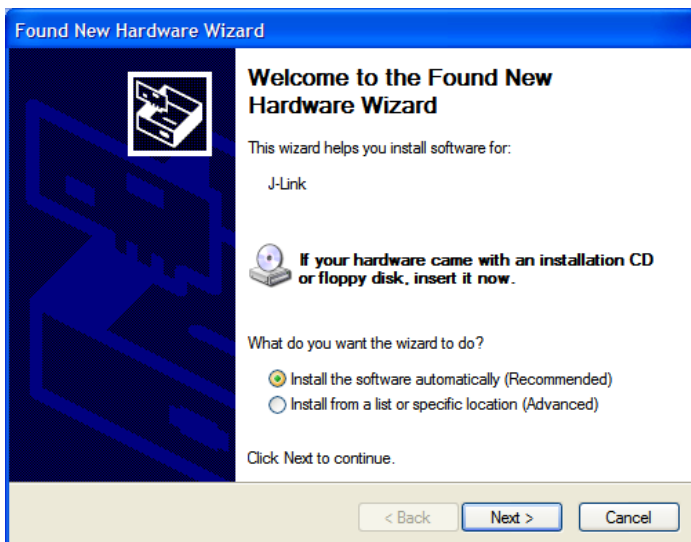 Found New Hardware Wizard
Welcome to the Found New
Hardware Wizard
This wizard helps you install software for:
J-Link
If your hardware came with an installation CD
or floppy disk, insert it now.
What do you want the wizard to do?
Install the software automatically (Recommended)
Install from a list or specific location (Advanced)
Click Next to continue.
< Back Next > Cancel